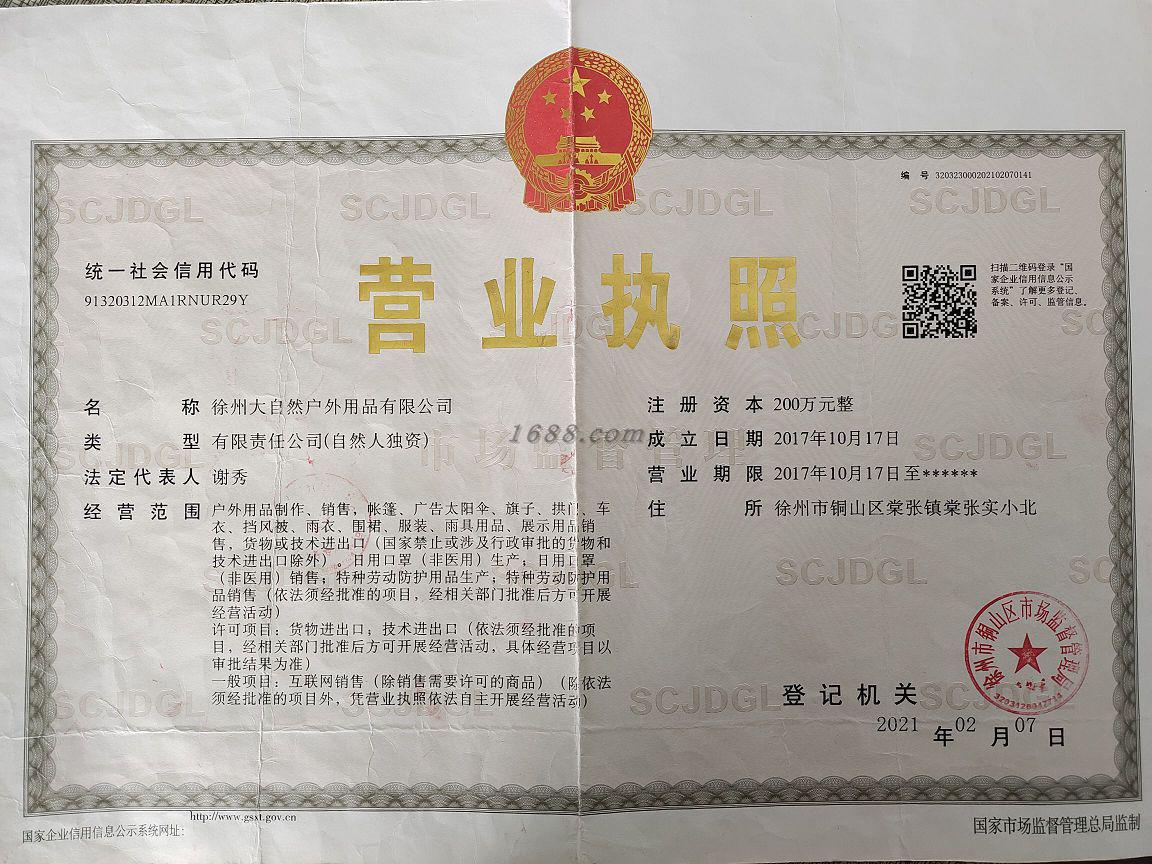 编 号 320323000202102070141
统一社会信用代码
91320312MA1RNUR29Y
营业执照
扫描二维码登录“国
家企业信用信息公示
系统”了解更多登记、
备案、许可、监管信息。
名 称 徐州大自然户外用品有限公司
类 型 有限责任公司(自然人独资)
法定代表人 谢秀
经营范围 户外用品制作、销售，帐篷、广告太阳伞、旗子、拱门、车
衣、挡风被、雨衣、围裙、服装、雨具用品、展示用品销
售，货物或技术进出口（国家禁止或涉及行政审批的货物和
技术进出口除外）。日用口罩（非医用）生产；日用口罩
（非医用）销售；特种劳动防护用品生产；特种劳动防护用
品销售（依法须经批准的项目，经相关部门批准后方可开展
经营活动）
许可项目：货物进出口；技术进出口（依法须经批准的项
目，经相关部门批准后方可开展经营活动，具体经营项目以
审批结果为准）
一般项目：互联网销售（除销售需要许可的商品）（除依法
须经批准的项目外，凭营业执照依法自主开展经营活动）
注册资本 200万元整
成立日期 2017年10月17日
营业期限 2017年10月17日至******
住 所 徐州市铜山区棠张镇棠张实小北
1688.com
市场监督管理
SCJDGL
徐州市铜山区市场监督管理局
登记机关
2021 年 02 月 07 日
http://www.gsxt.gov.cn
国家企业信用信息公示系统网址：
国家市场监督管理总局监制